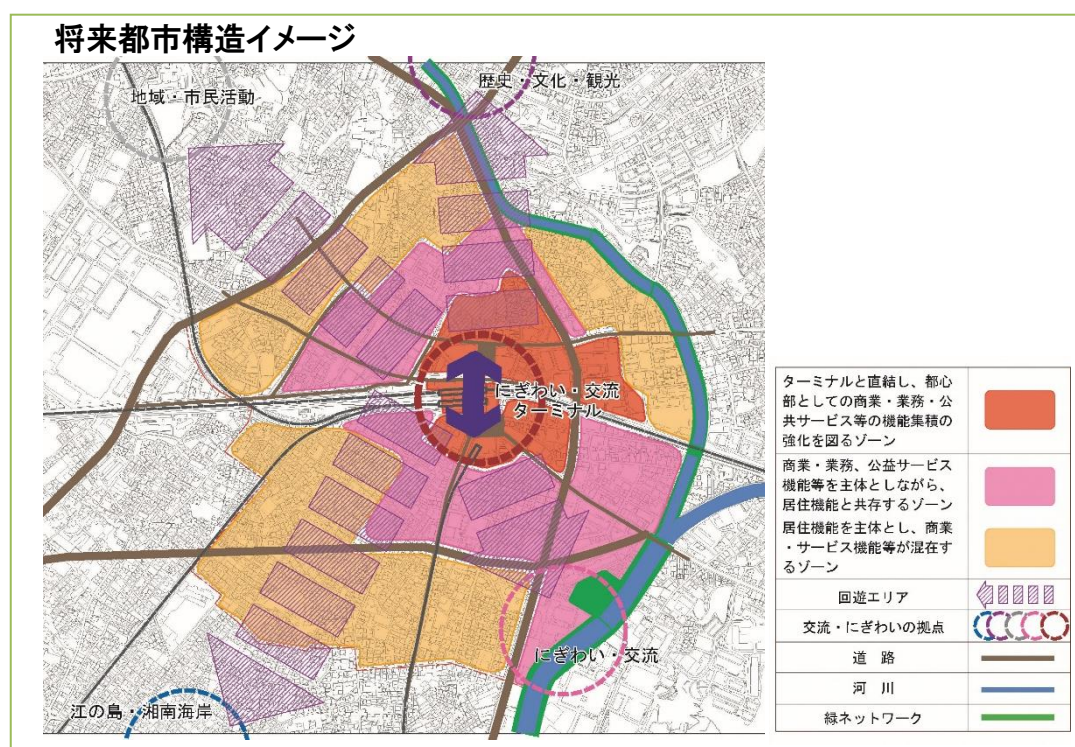 将来都市構造イメージ
地域・市民活動
歴史・文化・観光
にぎわい・交流
ターミナル
にぎわい・交流
江の島・湘南海岸
ターミナルと直結し、都心
部としての商業・業務・公
共サービス等の機能集積の
強化を図るゾーン
商業・業務、公益サービス
機能等を主体としながら、
居住機能と共存するゾーン
居住機能を主体とし、商業
・サービス機能等が混在す
るゾーン
回遊エリア
交流・にぎわいの拠点
道 路
河 川
緑ネットワーク